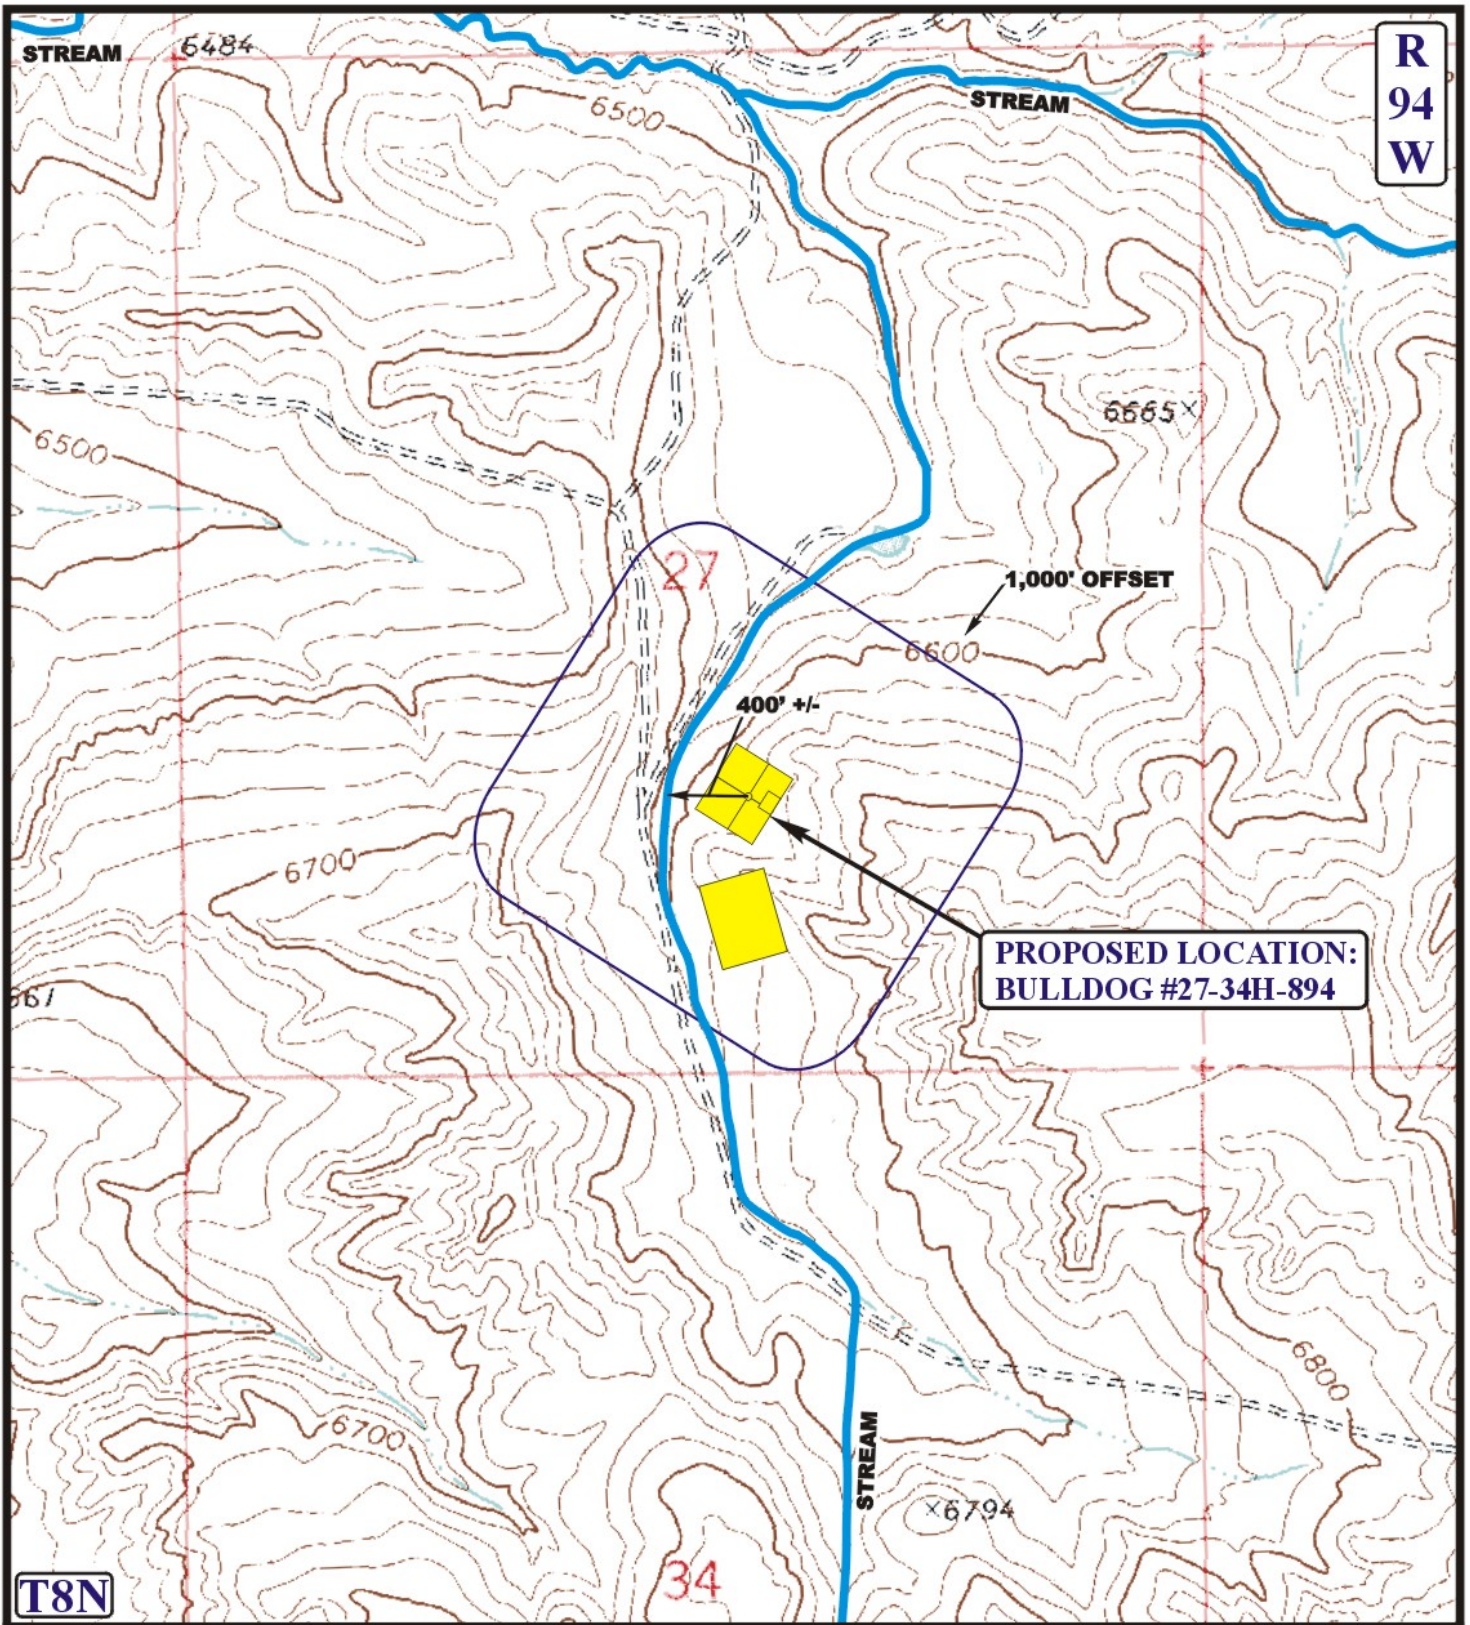 STREAM
6484
R
94
W
STREAM
6500
6665×
6500
27
1,000' OFFSET
6600
400' +/-
6700
PROPOSED LOCATION:
BULLDOG #27-34H-894
6800
6700
STREAM
×6794
34
T8N